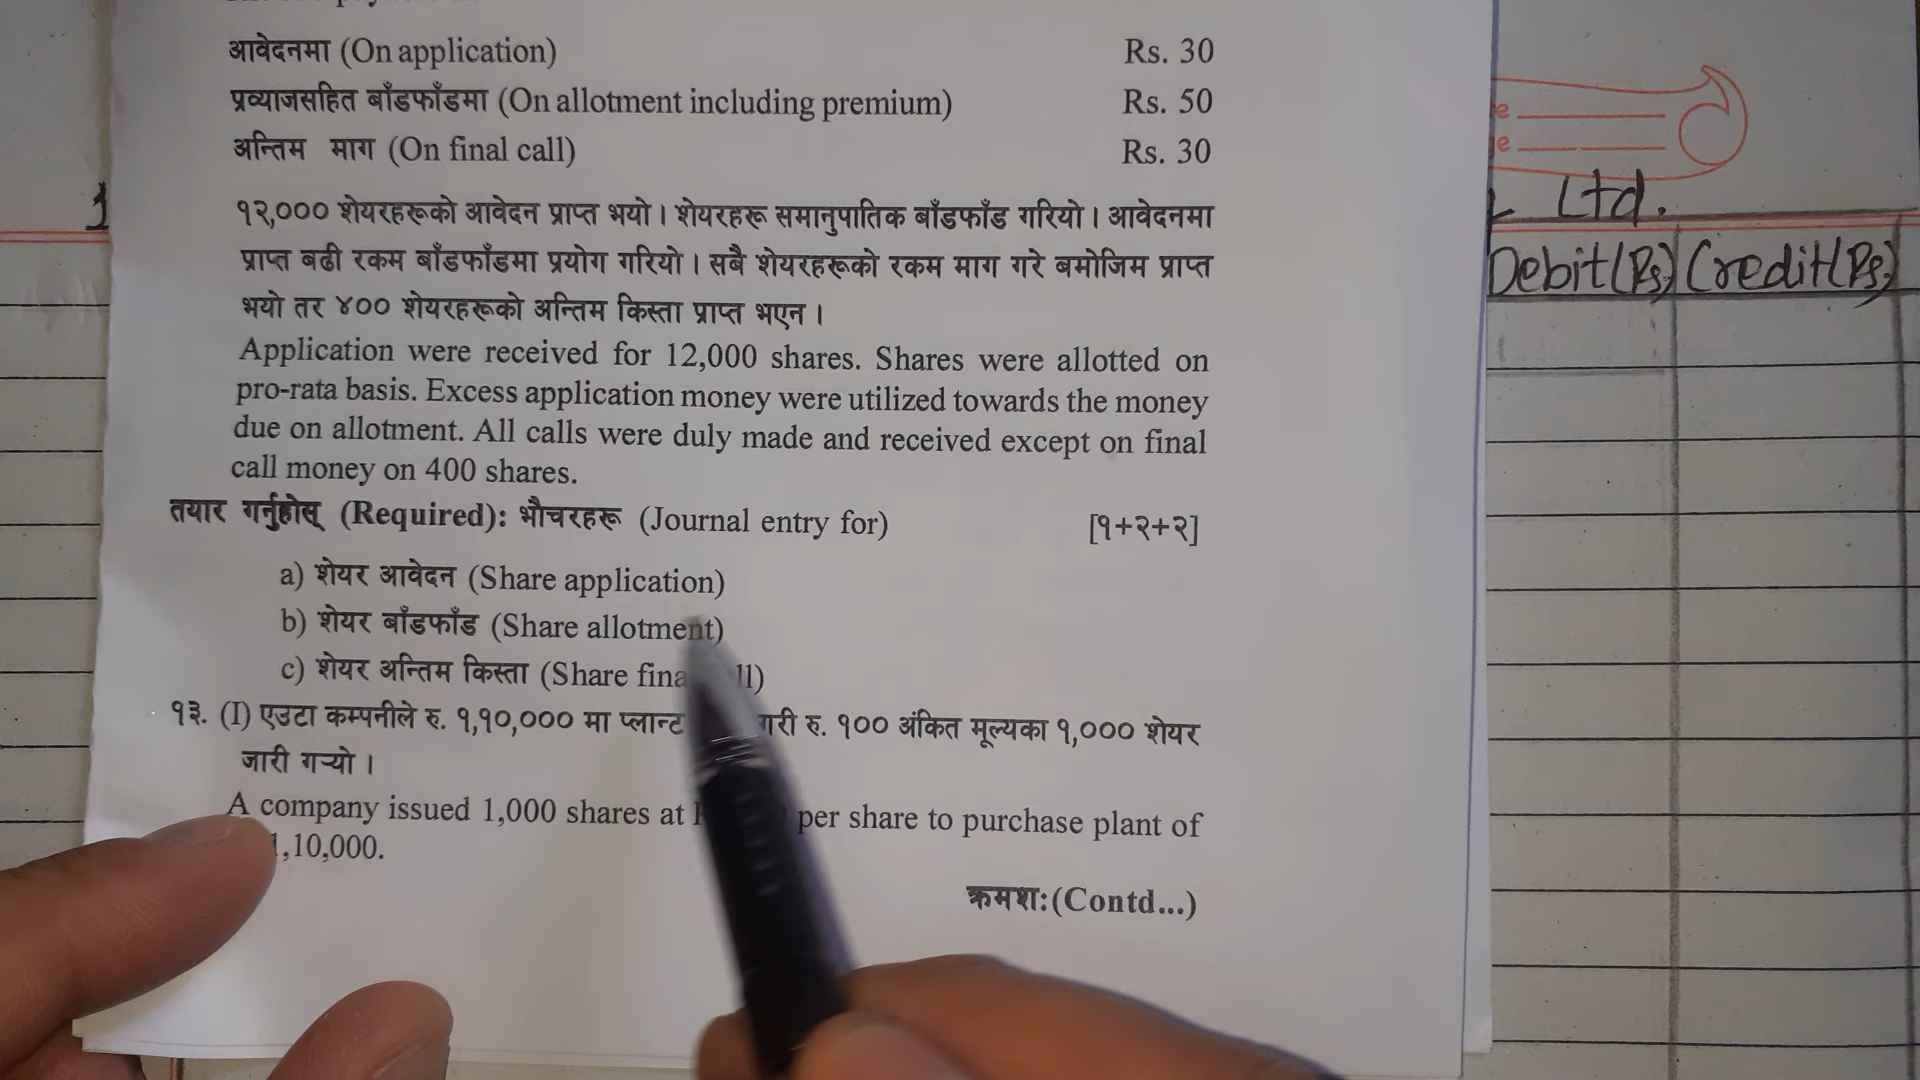 आवेदनमा (On application) Rs. 30
प्रव्याजसहित बाँडफाँडमा (On allotment including premium) Rs. 50
अन्तिम माग (On final call) Rs. 30
१२,००० शेयरहरूको आवेदन प्राप्त भयो । शेयरहरू समानुपातिक बाँडफाँड गरियो । आवेदनमा
प्राप्त बढी रकम बाँडफाँडमा प्रयोग गरियो । सबै शेयरहरूको रकम माग गरे बमोजिम प्राप्त
भयो तर ४०० शेयरहरूको अन्तिम किस्ता प्राप्त भएन ।
Application were received for 12,000 shares. Shares were allotted on
pro-rata basis. Excess application money were utilized towards the money
due on allotment. All calls were duly made and received except on final
call money on 400 shares.
तयार गर्नुहोस् (Required): भौचरहरू (Journal entry for) [१+२+२]
a) शेयर आवेदन (Share application)
b) शेयर बाँडफाँड (Share allotment)
c) शेयर अन्तिम किस्ता (Share fina ll)
१३. (I) एउटा कम्पनीले रु. १,१०,००० मा प्लान्ट गरी रु. १०० अंकित मूल्यका १,००० शेयर
जारी गऱ्यो ।
A company issued 1,000 shares at per share to purchase plant of
1,10,000.
क्रमशः(Contd...)
1
Ltd.
Debit(Rs) Credit(Rs)